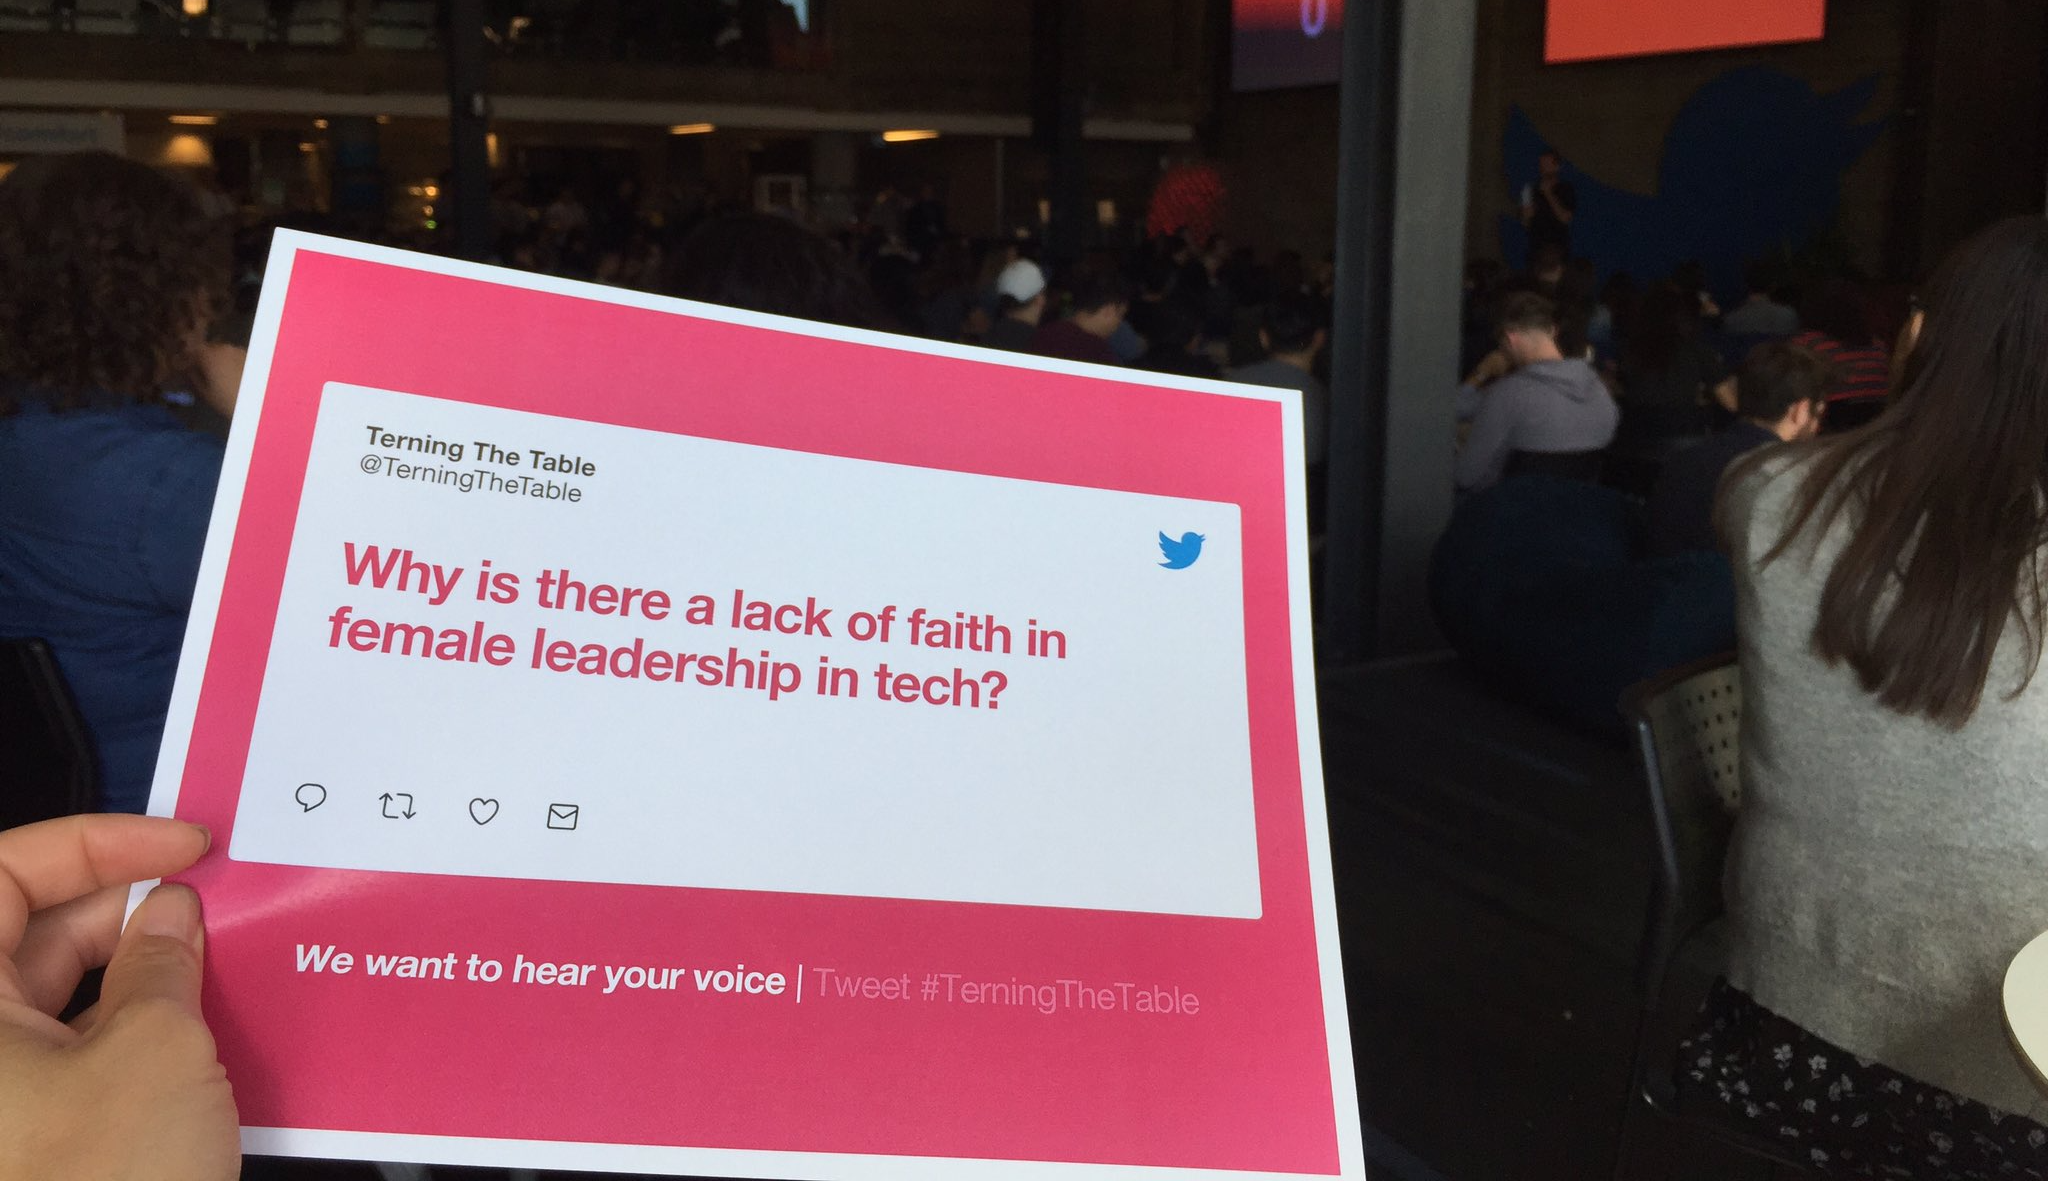 Terning The Table
@TerningTheTable
Why is there a lack of faith in
female leadership in tech?
We want to hear your voice | Tweet #TerningTheTable